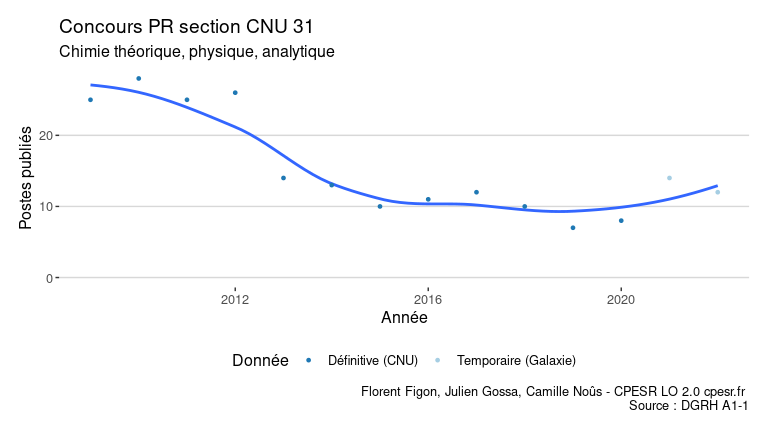 Concours PR section CNU 31
Chimie théorique, physique, analytique
Postes publiés
20
10
0
2012 2016 2020
Année
Donnée Définitive (CNU) Temporaire (Galaxie)
Florent Figon, Julien Gossa, Camille Noûs - CPESR LO 2.0 cpesr.fr
Source : DGRH A1-1